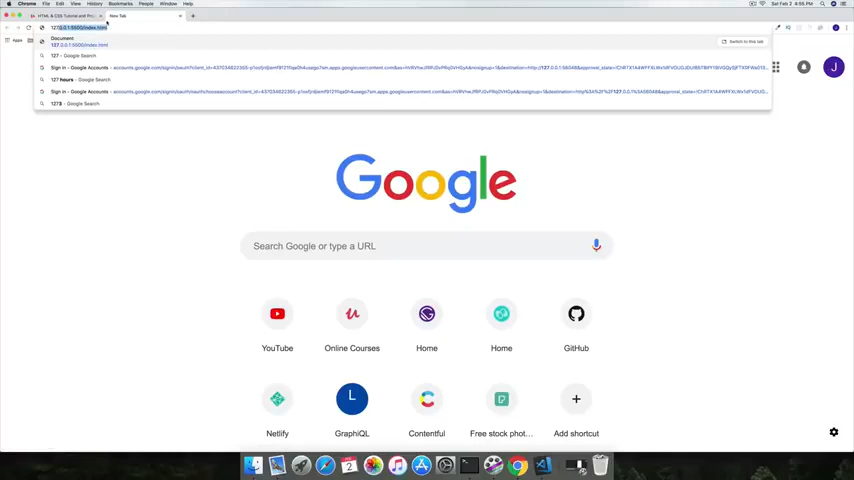 Chrome File Edit View History Bookmarks People Window Help
Sat Feb 2 4:55 PM
HTML & CSS Tutorial and Proj
New Tab
127.0.0.1:5500/index.html
Document
127.0.0.1:5500/index.html
Switch to this tab
127 - Google Search
Sign in - Google Accounts
127 hours - Google Search
Sign in - Google Accounts
1273 - Google Search
Apps
J
Google
Search Google or type a URL
YouTube
Online Courses
Home
Home
GitHub
L
Netlify
GraphiQL
Contentful
Free stock phot...
Add shortcut
2